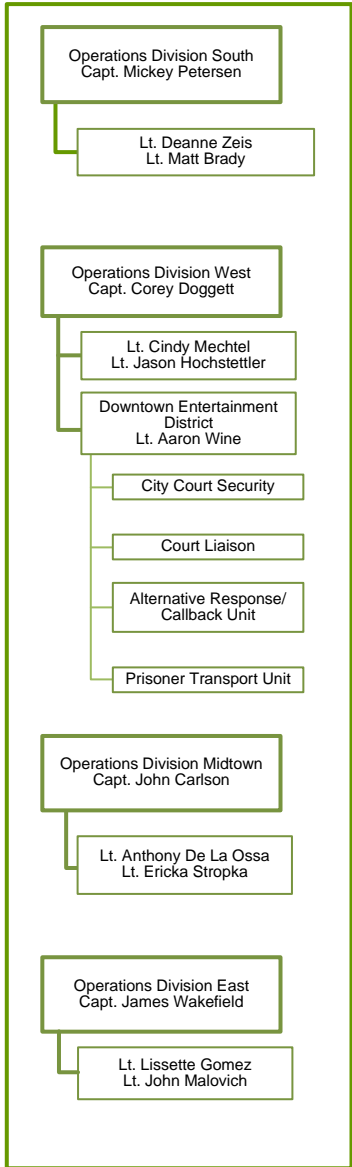 Operations Division South
Capt. Mickey Petersen
Lt. Deanne Zeis
Lt. Matt Brady
Operations Division West
Capt. Corey Doggett
Lt. Cindy Mechtel
Lt. Jason Hochstettler
Downtown Entertainment
District
Lt. Aaron Wine
City Court Security
Court Liaison
Alternative Response/
Callback Unit
Prisoner Transport Unit
Operations Division Midtown
Capt. John Carlson
Lt. Anthony De La Ossa
Lt. Ericka Stropka
Operations Division East
Capt. James Wakefield
Lt. Lissette Gomez
Lt. John Malovich